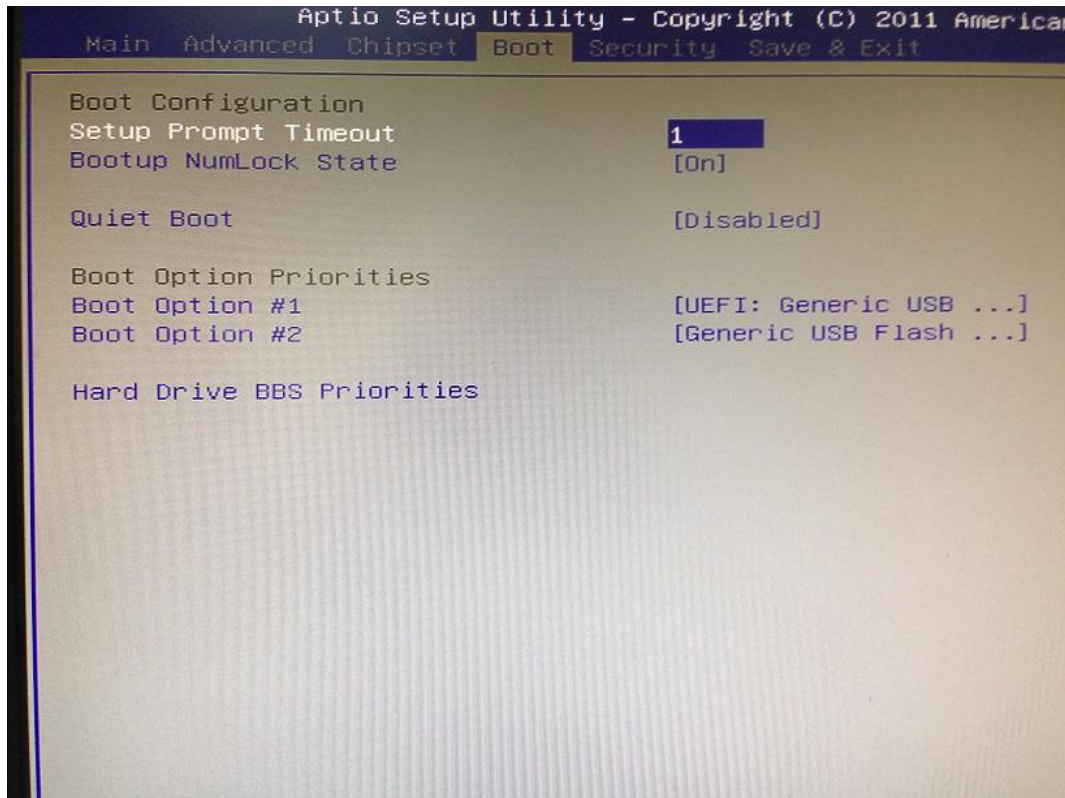 Aptio Setup Utility - Copyright (C) 2011
Main Advanced Chipset Boot Security Save & Exit
Boot Configuration
Setup Prompt Timeout 1
Bootup NumLock State [On]
Quiet Boot [Disabled]
Boot Option Priorities
Boot Option #1 [UEFI: Generic USB ...]
Boot Option #2 [Generic USB Flash ...]
Hard Drive BBS Priorities